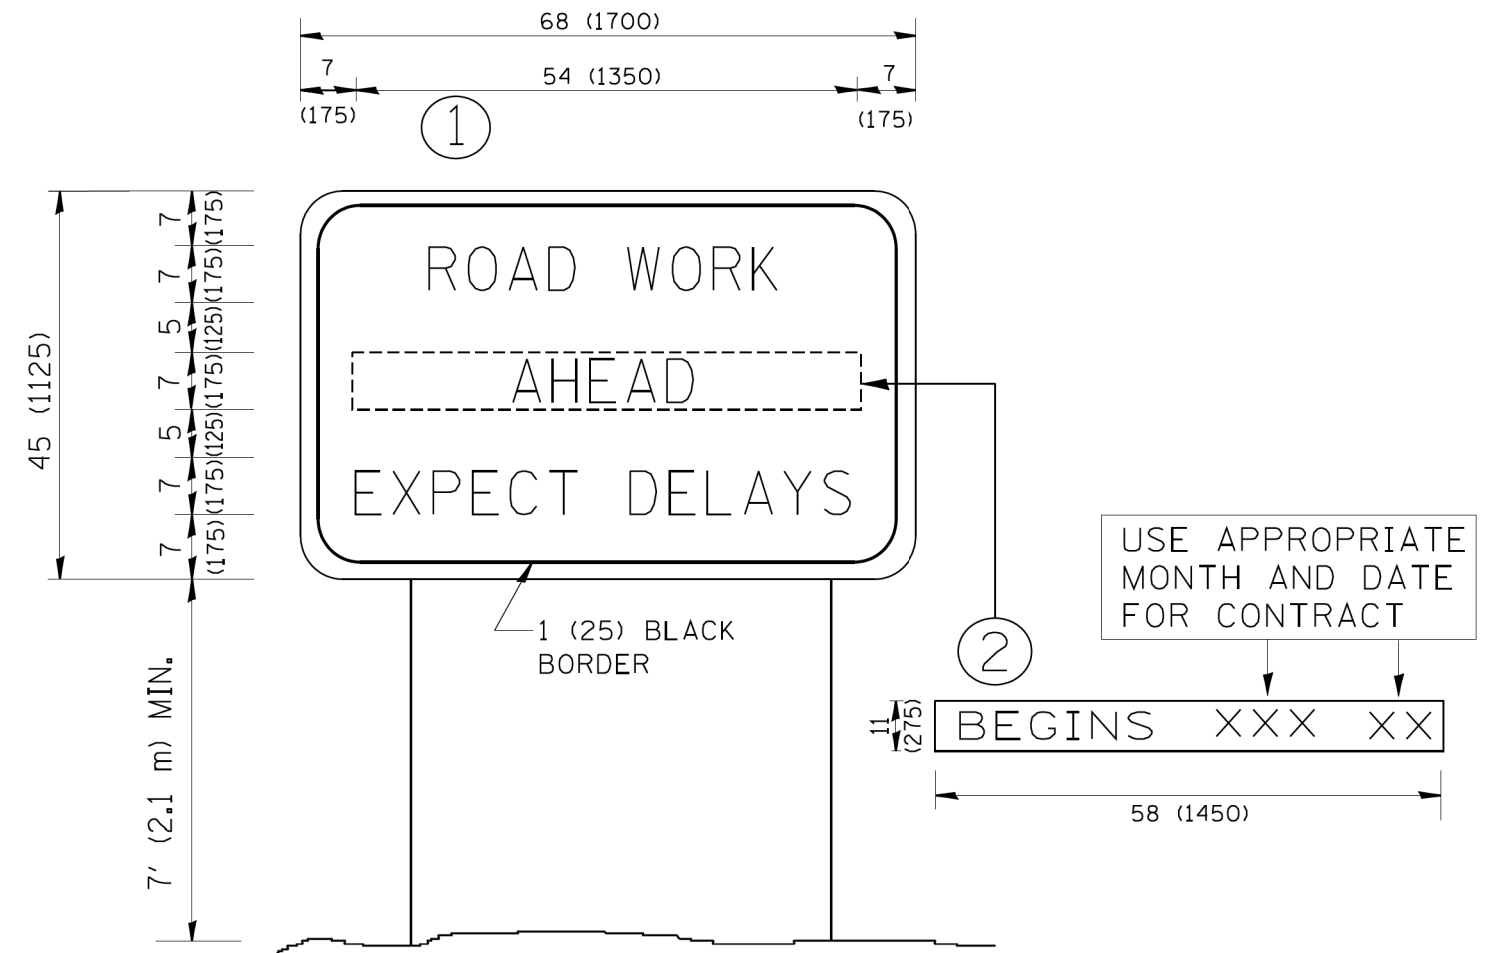 68 (1700)
7
54 (1350)
7
(175)
(175)
1
45 (1125)
7 (175)
7 (175)
5 (125)
7 (175)
5 (125)
7 (175)
7 (175)
ROAD WORK
AHEAD
EXPECT DELAYS
1 (25) BLACK
BORDER
7' (2.1 m) MIN.
2
USE APPROPRIATE
MONTH AND DATE
FOR CONTRACT
11
(275)
BEGINS XXX XX
58 (1450)